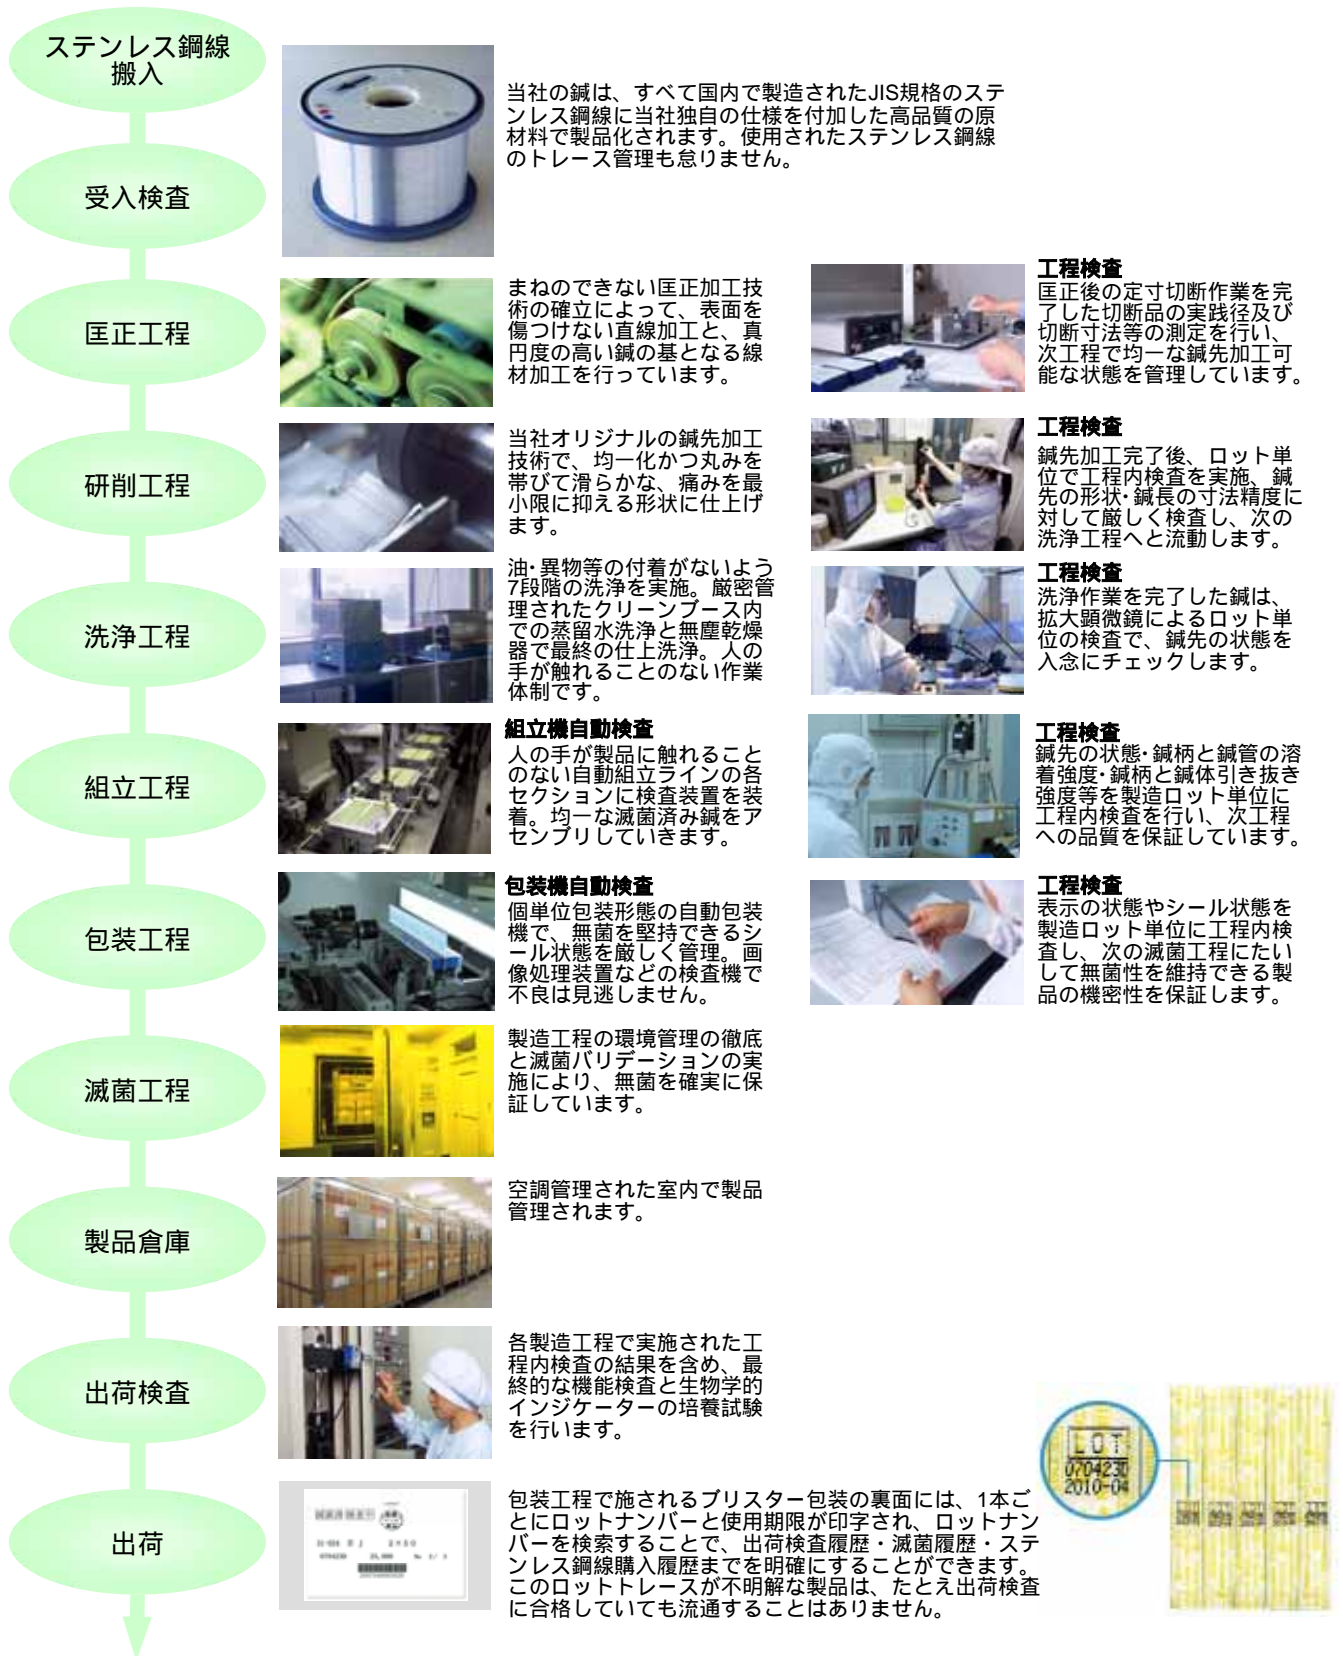 ステンレス鋼線
搬入
当社の鍼は、すべて国内で製造されたJIS規格のステ
ンレス鋼線に当社独自の仕様を付加した高品質の原
材料で製品化されます。使用されたステンレス鋼線
のトレース管理も怠りません。
受入検査
匡正工程
まねのできない匡正加工技
術の確立によって、表面を
傷つけない直線加工と、真
円度の高い鍼の基となる線
材加工を行っています。
工程検査
匡正後の定寸切断作業を完
了した切断品の実践径及び
切断寸法等の測定を行い、
次工程で均一な鍼先加工可
能な状態を管理しています。
研削工程
当社オリジナルの鍼先加工
技術で、均一化かつ丸みを
帯びて滑らかな、痛みを最
小限に抑える形状に仕上げ
ます。
工程検査
鍼先加工完了後、ロット単
位で工程内検査を実施、鍼
先の形状・鍼長の寸法精度に
対して厳しく検査し、次の
洗浄工程へと流動します。
洗浄工程
油・異物等の付着がないよう
7段階の洗浄を実施。厳密管
理されたクリーンブース内
での蒸留水洗浄と無塵乾燥
器で最終の仕上洗浄。人の
手が触れることのない作業
体制です。
工程検査
洗浄作業を完了した鍼は、
拡大顕微鏡によるロット単
位の検査で、鍼先の状態を
入念にチェックします。
組立工程
組立機自動検査
人の手が製品に触れること
のない自動組立ラインの各
セクションに検査装置を装
着。均一な滅菌済み鍼をア
センブリしていきます。
工程検査
鍼先の状態・鍼柄と鍼管の溶
着強度・鍼柄と鍼体引き抜き
強度等を製造ロット単位に
工程内検査を行い、次工程
への品質を保証しています。
包装工程
包装機自動検査
個単位包装形態の自動包装
機で、無菌を堅持できるシ
ール状態を厳しく管理。画
像処理装置などの検査機で
不良は見逃しません。
工程検査
表示の状態やシール状態を
製造ロット単位に工程内検
査し、次の滅菌工程にたい
して無菌性を維持できる製
品の機密性を保証します。
滅菌工程
製造工程の環境管理の徹底
と滅菌バリデーションの実
施により、無菌を確実に保
証しています。
製品倉庫
空調管理された室内で製品
管理されます。
出荷検査
各製造工程で実施された工
程内検査の結果を含め、最
終的な機能検査と生物学的
インジケーターの培養試験
を行います。
LOT
0704230
2010-04
出荷
包装工程で施されるブリスター包装の裏面には、1本ご
とにロットナンバーと使用期限が印字され、ロットナン
バーを検索することで、出荷検査履歴・滅菌履歴・ステ
ンレス鋼線購入履歴までを明確にすることができます。
このロットトレースが不明解な製品は、たとえ出荷検査
に合格していても流通することはありません。